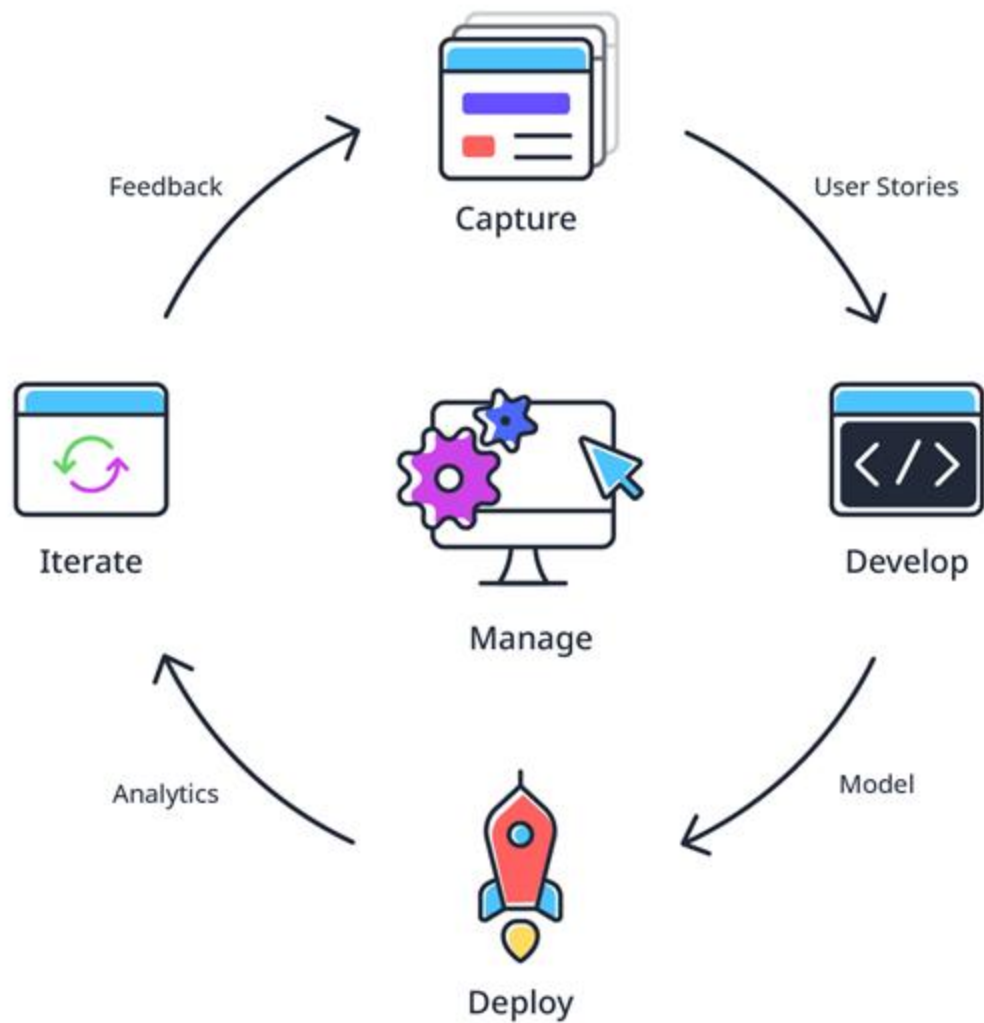 Capture
Feedback
User Stories
Iterate
Manage
Develop
Analytics
Model
Deploy